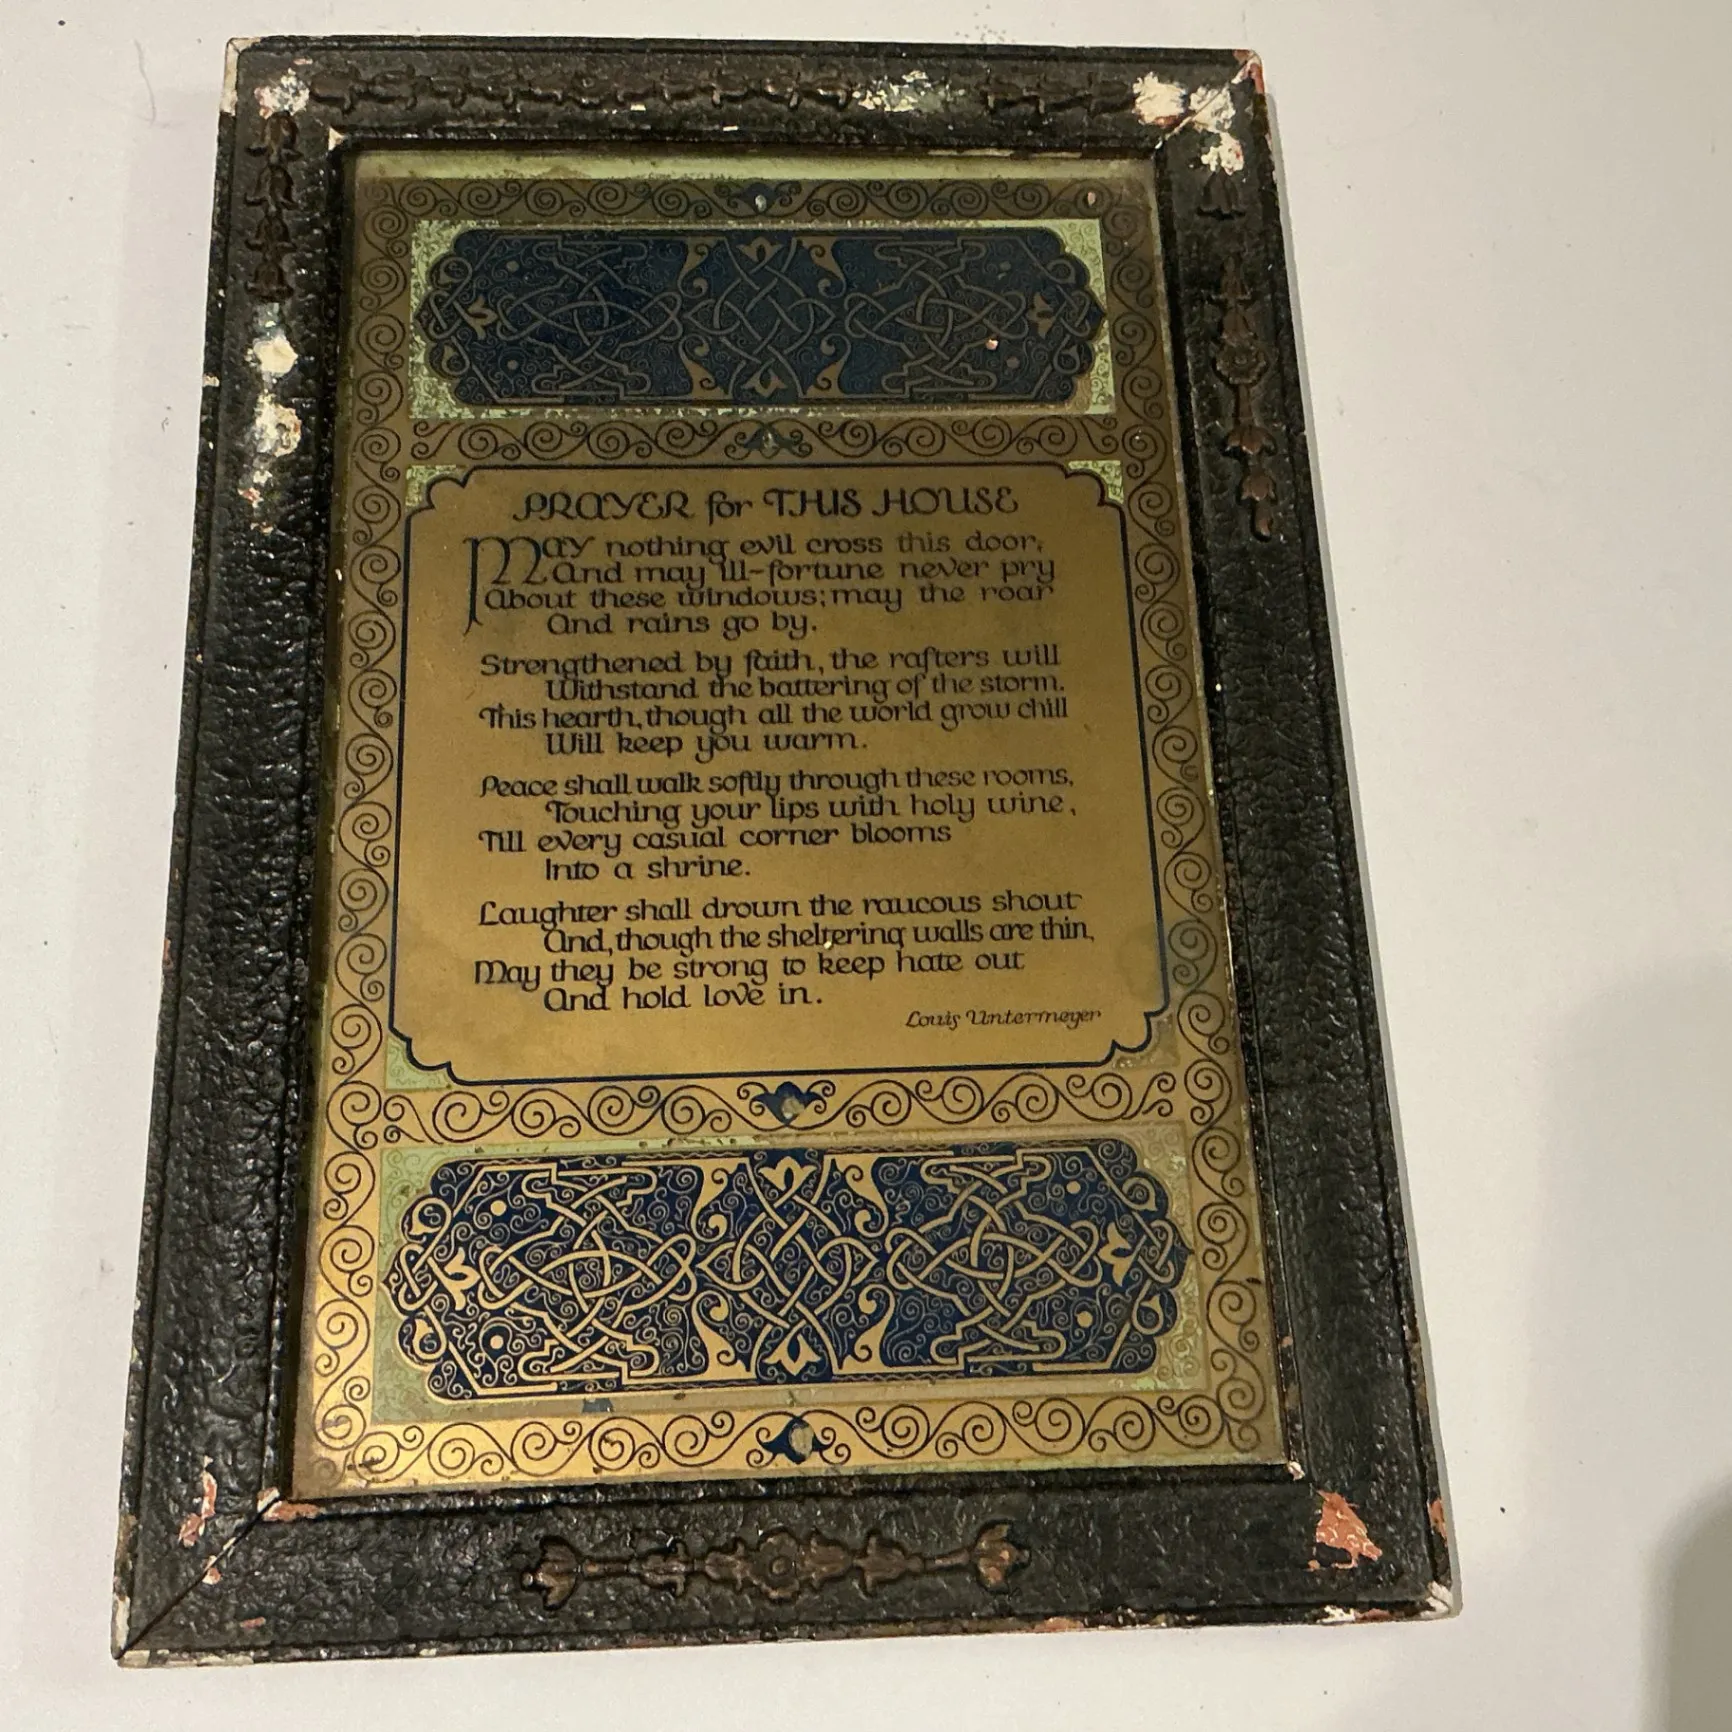 PRAYER for THIS HOUSE
May nothing evil cross this door,
And may ill-fortune never pry
About these windows; may the roar
And rains go by.
Strengthened by faith, the rafters will
Withstand the battering of the storm.
This hearth, though all the world grow chill
Will keep you warm.
Peace shall walk softly through these rooms,
Touching your lips with holy wine,
Till every casual corner blooms
Into a shrine.
Laughter shall drown the raucous shout
And, though the sheltering walls are thin,
May they be strong to keep hate out
And hold love in.
Louis Untermeyer